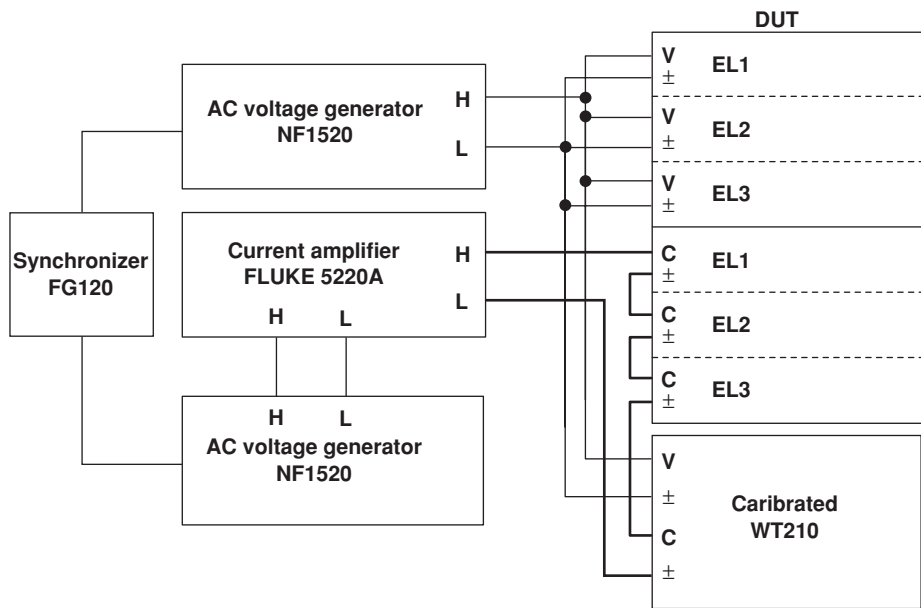 DUT
AC voltage generator
NF1520
H
L
V
±
EL1
V
±
EL2
V
±
EL3
Synchronizer
FG120
Current amplifier
FLUKE 5220A
H
L
H L
C
±
EL1
C
±
EL2
C
±
EL3
H L
AC voltage generator
NF1520
V
±
C
±
Caribrated
WT210